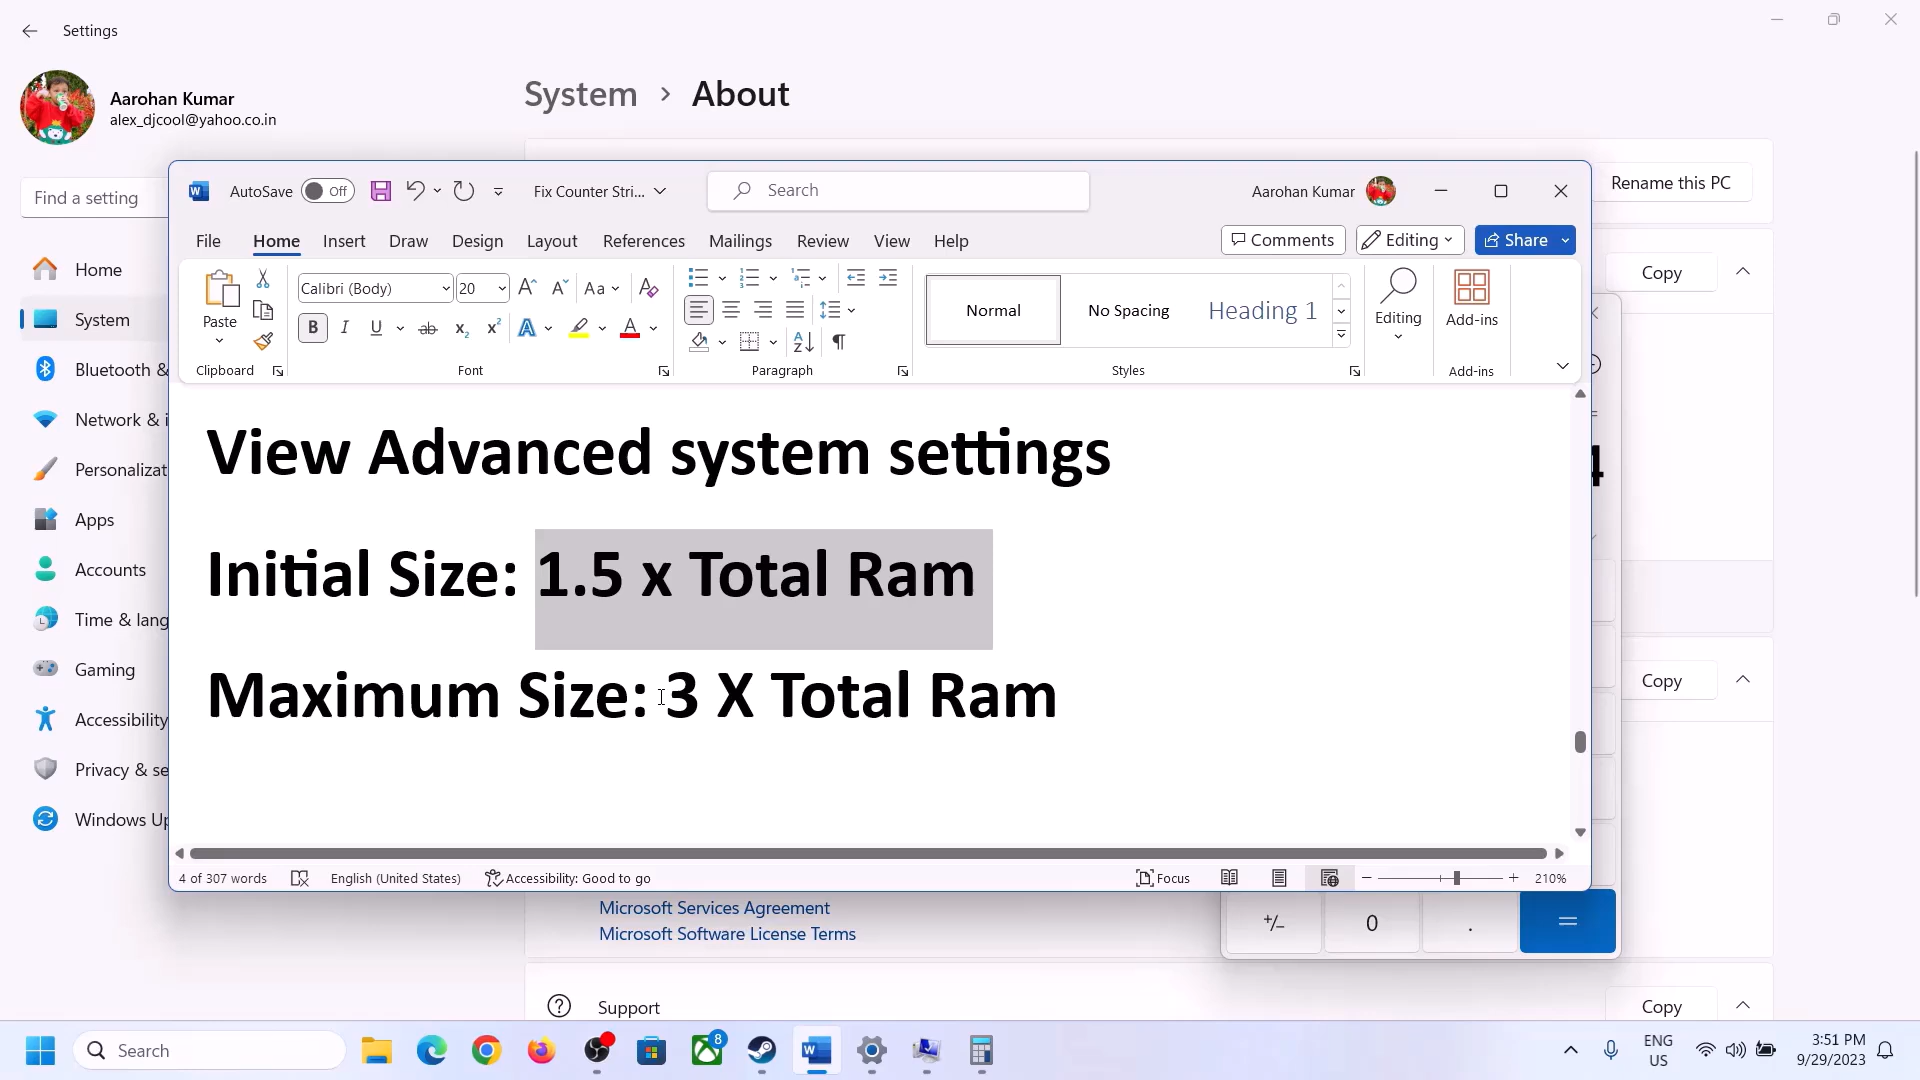 Settings
Aarohan Kumar
alex_djcool@yahoo.co.in
System > About
Find a setting
Rename this PC
AutoSave Off
Fix Counter Stri...
Search
Aarohan Kumar
File Home Insert Draw Design Layout References Mailings Review View Help
Comments Editing Share
Paste
Calibri (Body) 20
Normal
No Spacing
Heading 1
Editing
Add-ins
Clipboard Font Paragraph Styles Add-ins
Copy
Home
System
Bluetooth &
Network & i
Personalizat
Apps
Accounts
Time & lang
Gaming
Accessibility
Privacy & se
Windows Up
View Advanced system settings
Initial Size: 1.5 x Total Ram
Maximum Size: 3 X Total Ram
Copy
4 of 307 words
English (United States)
Accessibility: Good to go
Focus
210%
Microsoft Services Agreement
Microsoft Software License Terms
+/- 0 . =
Support
Copy
Search
8
ENG
US
3:51 PM
9/29/2023